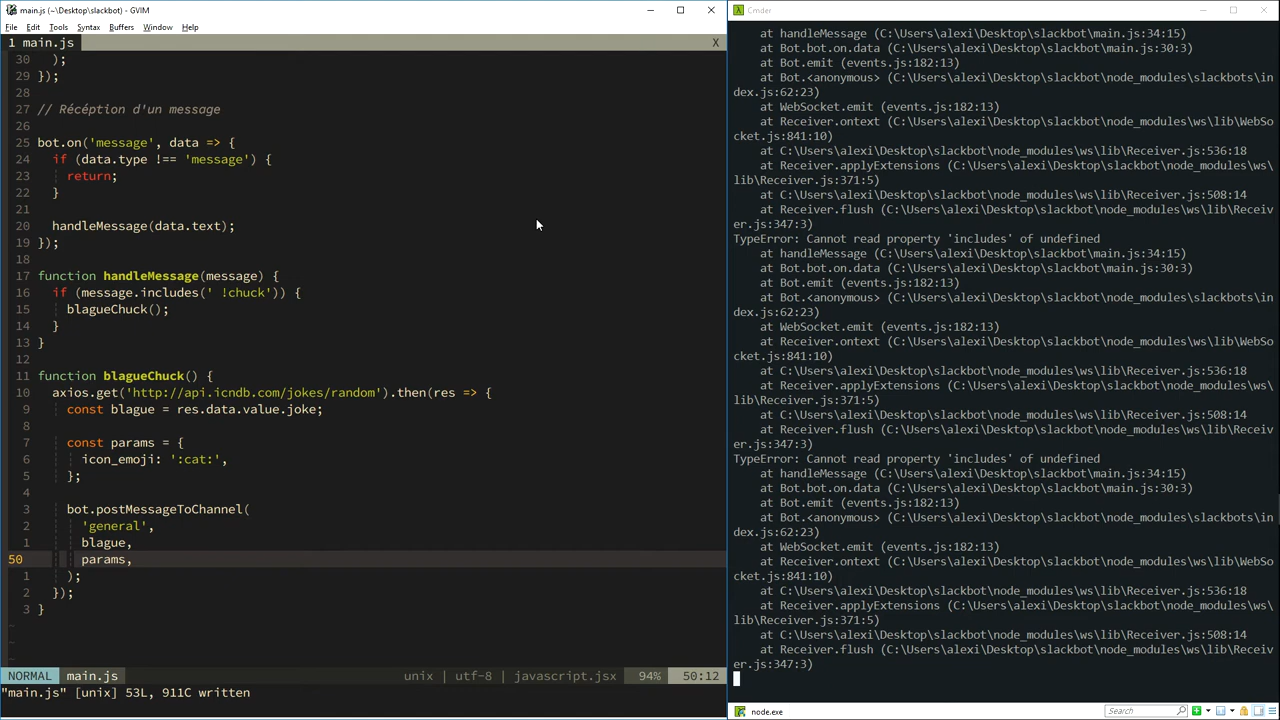 main.js (~\Desktop\slackbot) - GVIM
File Edit Tools Syntax Buffers Window Help
1 main.js X
30 );
29 });
28
27 // Récéption d'un message
26
25 bot.on('message', data => {
24 if (data.type !== 'message') {
23 return;
22 }
21
20 handleMessage(data.text);
19 });
18
17 function handleMessage(message) {
16 if (message.includes(' !chuck')) {
15 blagueChuck();
14 }
13 }
12
11 function blagueChuck() {
10 axios.get('http://api.icndb.com/jokes/random').then(res => {
9 const blague = res.data.value.joke;
8
7 const params = {
6 icon_emoji: ':cat:',
5 };
4
3 bot.postMessageToChannel(
2 'general',
1 blague,
50 params,
1 );
2 });
3 }
~
~
~
NORMAL main.js unix | utf-8 | javascript.jsx 94% 50:12
"main.js" [unix] 53L, 911C written
λ Cmder
at handleMessage (C:\Users\alexi\Desktop\slackbot\main.js:34:15)
at Bot.bot.on.data (C:\Users\alexi\Desktop\slackbot\main.js:30:3)
at Bot.emit (events.js:182:13)
at Bot.<anonymous> (C:\Users\alexi\Desktop\slackbot\node_modules\slackbots\in
dex.js:62:23)
at WebSocket.emit (events.js:182:13)
at Receiver.ontext (C:\Users\alexi\Desktop\slackbot\node_modules\ws\lib\WebSo
cket.js:841:10)
at C:\Users\alexi\Desktop\slackbot\node_modules\ws\lib\Receiver.js:536:18
at Receiver.applyExtensions (C:\Users\alexi\Desktop\slackbot\node_modules\ws\
lib\Receiver.js:371:5)
at C:\Users\alexi\Desktop\slackbot\node_modules\ws\lib\Receiver.js:508:14
at Receiver.flush (C:\Users\alexi\Desktop\slackbot\node_modules\ws\lib\Receiv
er.js:347:3)
TypeError: Cannot read property 'includes' of undefined
at handleMessage (C:\Users\alexi\Desktop\slackbot\main.js:34:15)
at Bot.bot.on.data (C:\Users\alexi\Desktop\slackbot\main.js:30:3)
at Bot.emit (events.js:182:13)
at Bot.<anonymous> (C:\Users\alexi\Desktop\slackbot\node_modules\slackbots\in
dex.js:62:23)
at WebSocket.emit (events.js:182:13)
at Receiver.ontext (C:\Users\alexi\Desktop\slackbot\node_modules\ws\lib\WebSo
cket.js:841:10)
at C:\Users\alexi\Desktop\slackbot\node_modules\ws\lib\Receiver.js:536:18
at Receiver.applyExtensions (C:\Users\alexi\Desktop\slackbot\node_modules\ws\
lib\Receiver.js:371:5)
at C:\Users\alexi\Desktop\slackbot\node_modules\ws\lib\Receiver.js:508:14
at Receiver.flush (C:\Users\alexi\Desktop\slackbot\node_modules\ws\lib\Receiv
er.js:347:3)
TypeError: Cannot read property 'includes' of undefined
at handleMessage (C:\Users\alexi\Desktop\slackbot\main.js:34:15)
at Bot.bot.on.data (C:\Users\alexi\Desktop\slackbot\main.js:30:3)
at Bot.emit (events.js:182:13)
at Bot.<anonymous> (C:\Users\alexi\Desktop\slackbot\node_modules\slackbots\in
dex.js:62:23)
at WebSocket.emit (events.js:182:13)
at Receiver.ontext (C:\Users\alexi\Desktop\slackbot\node_modules\ws\lib\WebSo
cket.js:841:10)
at C:\Users\alexi\Desktop\slackbot\node_modules\ws\lib\Receiver.js:536:18
at Receiver.applyExtensions (C:\Users\alexi\Desktop\slackbot\node_modules\ws\
lib\Receiver.js:371:5)
at C:\Users\alexi\Desktop\slackbot\node_modules\ws\lib\Receiver.js:508:14
at Receiver.flush (C:\Users\alexi\Desktop\slackbot\node_modules\ws\lib\Receiv
er.js:347:3)
node.exe Search